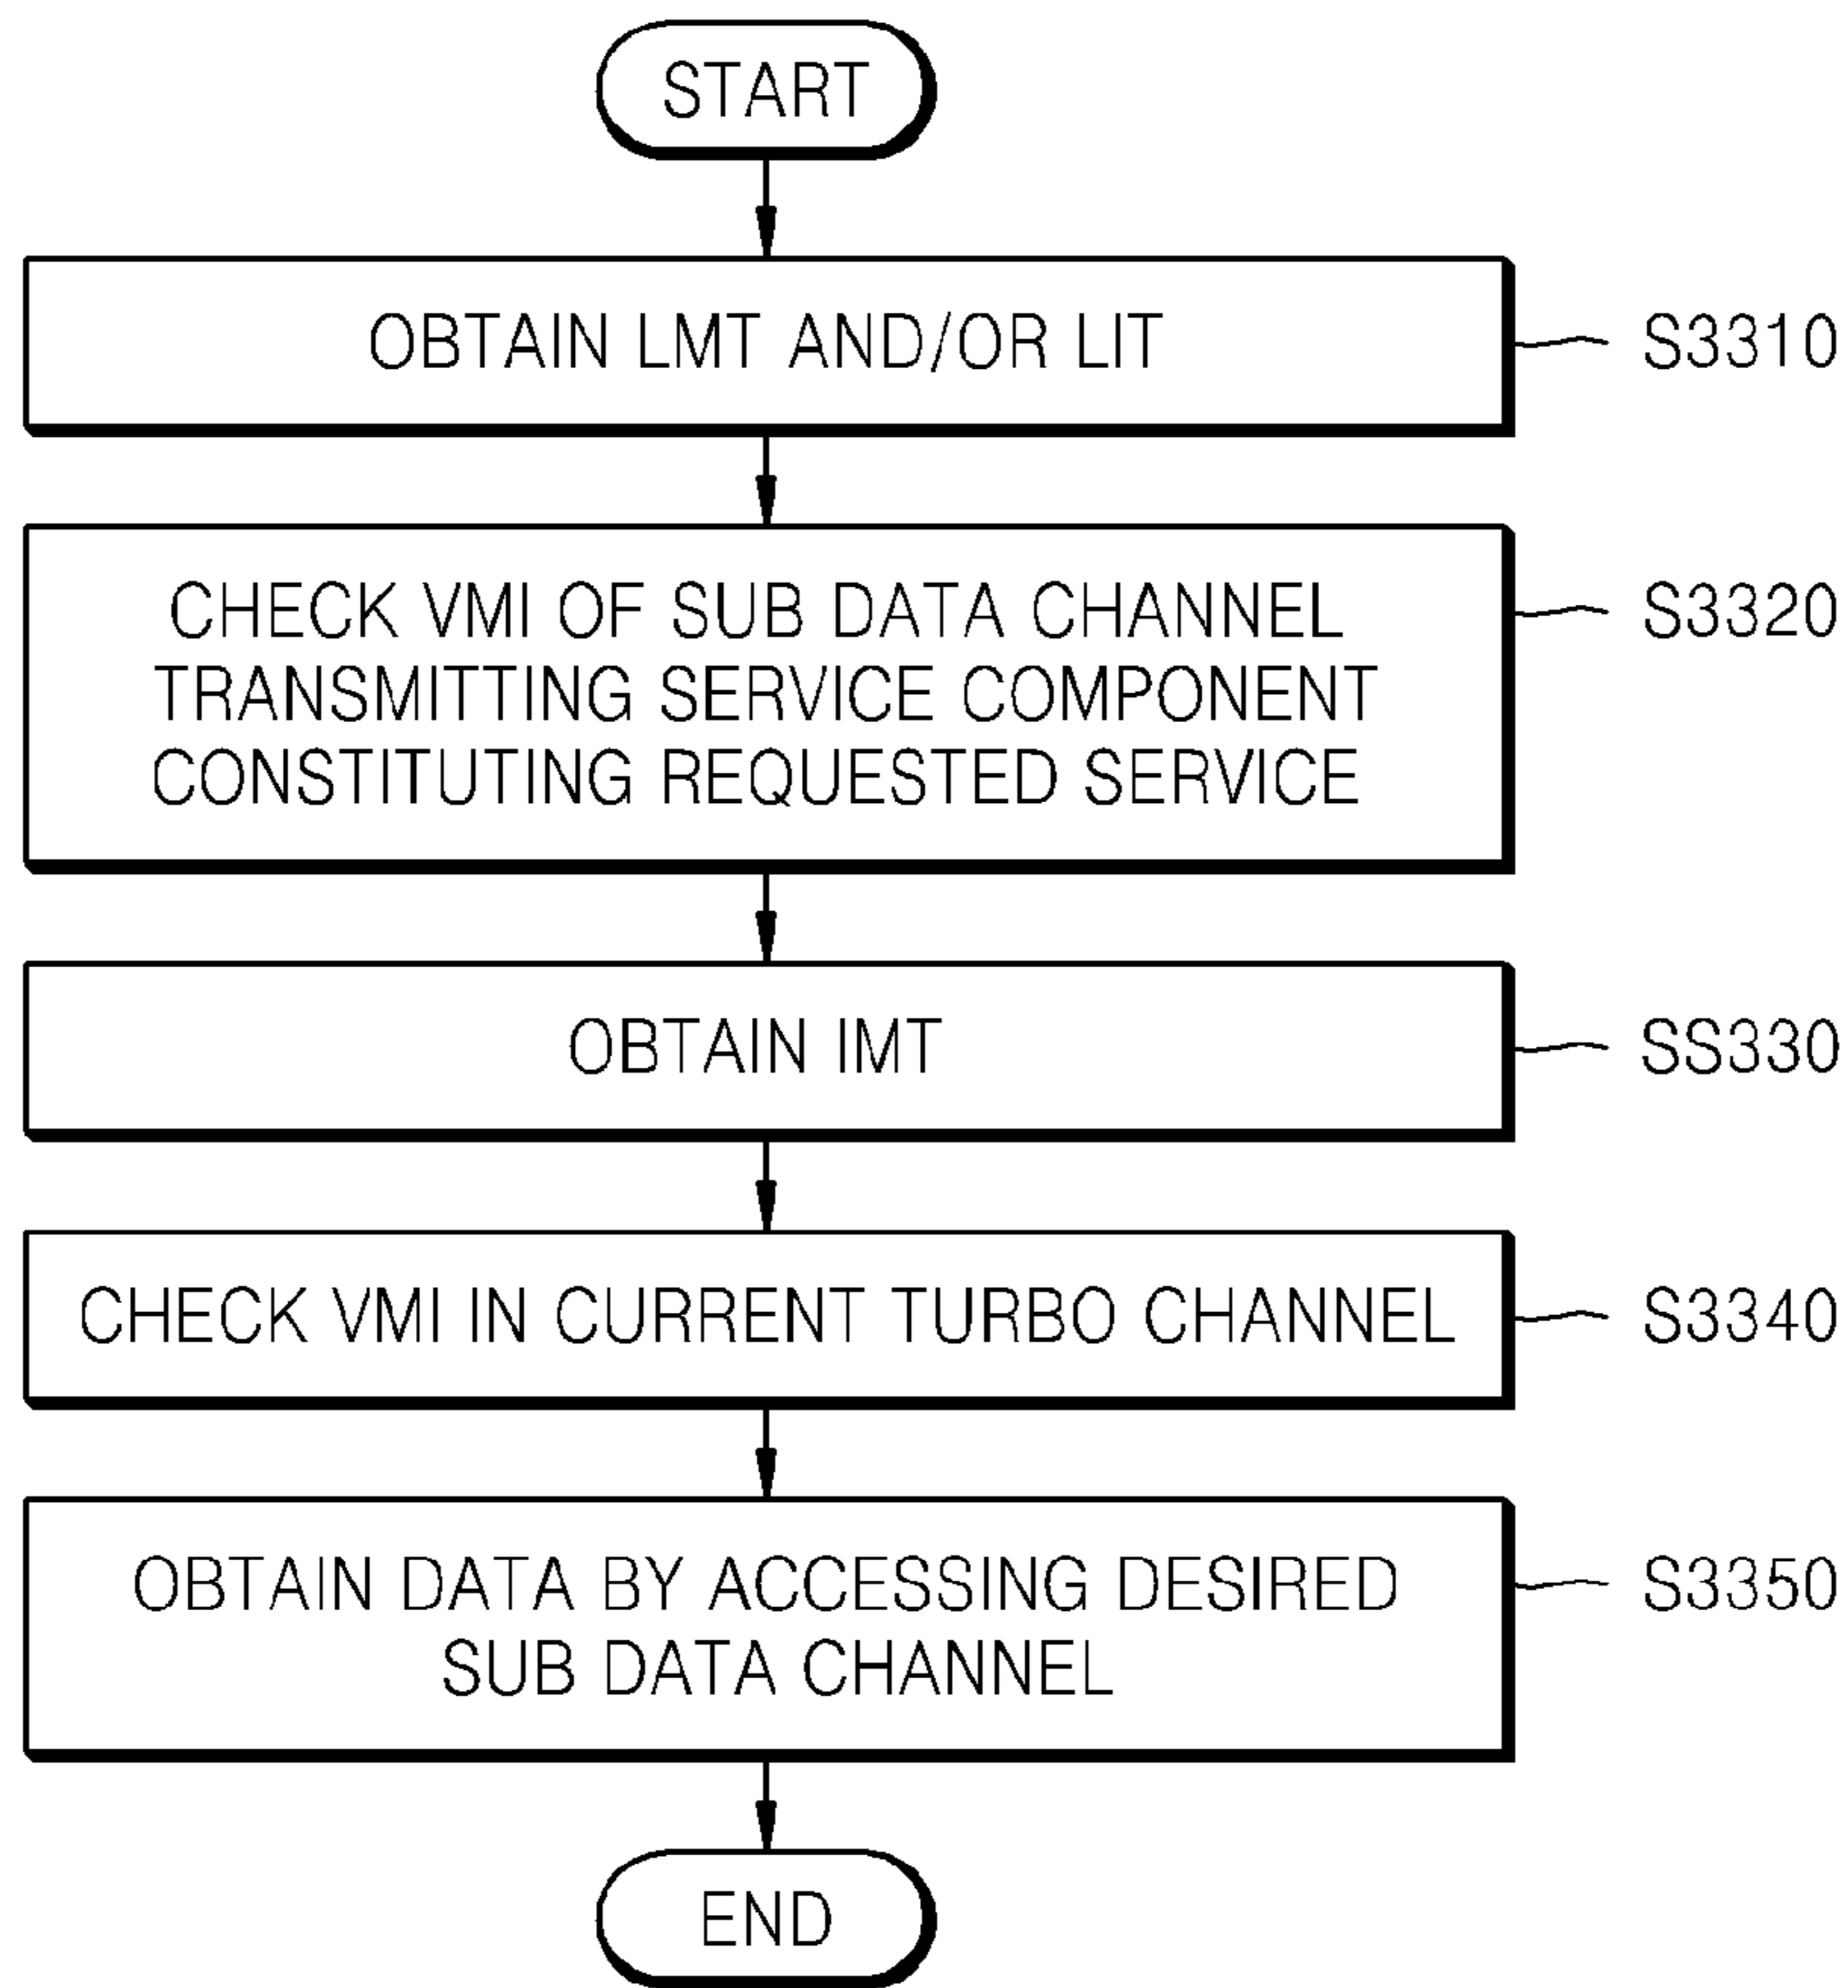 START
OBTAIN LMT AND/OR LIT
S3310
CHECK VMI OF SUB DATA CHANNEL
TRANSMITTING SERVICE COMPONENT
CONSTITUTING REQUESTED SERVICE
S3320
OBTAIN IMT
SS330
CHECK VMI IN CURRENT TURBO CHANNEL
S3340
OBTAIN DATA BY ACCESSING DESIRED
SUB DATA CHANNEL
S3350
END